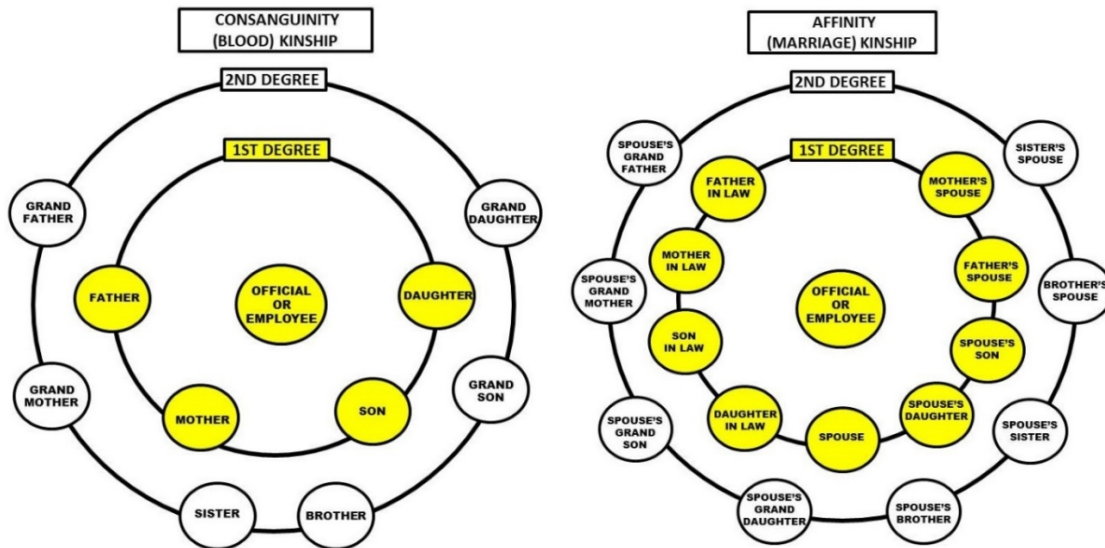 CONSANGUINITY
(BLOOD) KINSHIP
2ND DEGREE
1ST DEGREE
GRAND
FATHER
GRAND
DAUGHTER
FATHER
OFFICIAL
OR
EMPLOYEE
DAUGHTER
GRAND
MOTHER
GRAND
SON
MOTHER
SON
SISTER
BROTHER
AFFINITY
(MARRIAGE) KINSHIP
2ND DEGREE
1ST DEGREE
SPOUSE'S
GRAND
FATHER
SISTER'S
SPOUSE
FATHER
IN LAW
MOTHER'S
SPOUSE
MOTHER
IN LAW
FATHER'S
SPOUSE
SPOUSE'S
GRAND
MOTHER
OFFICIAL
OR
EMPLOYEE
BROTHER'S
SPOUSE
SON
IN LAW
SPOUSE'S
SON
DAUGHTER
IN LAW
SPOUSE
SPOUSE'S
DAUGHTER
SPOUSE'S
GRAND
SON
SPOUSE'S
SISTER
SPOUSE'S
GRAND
DAUGHTER
SPOUSE'S
BROTHER